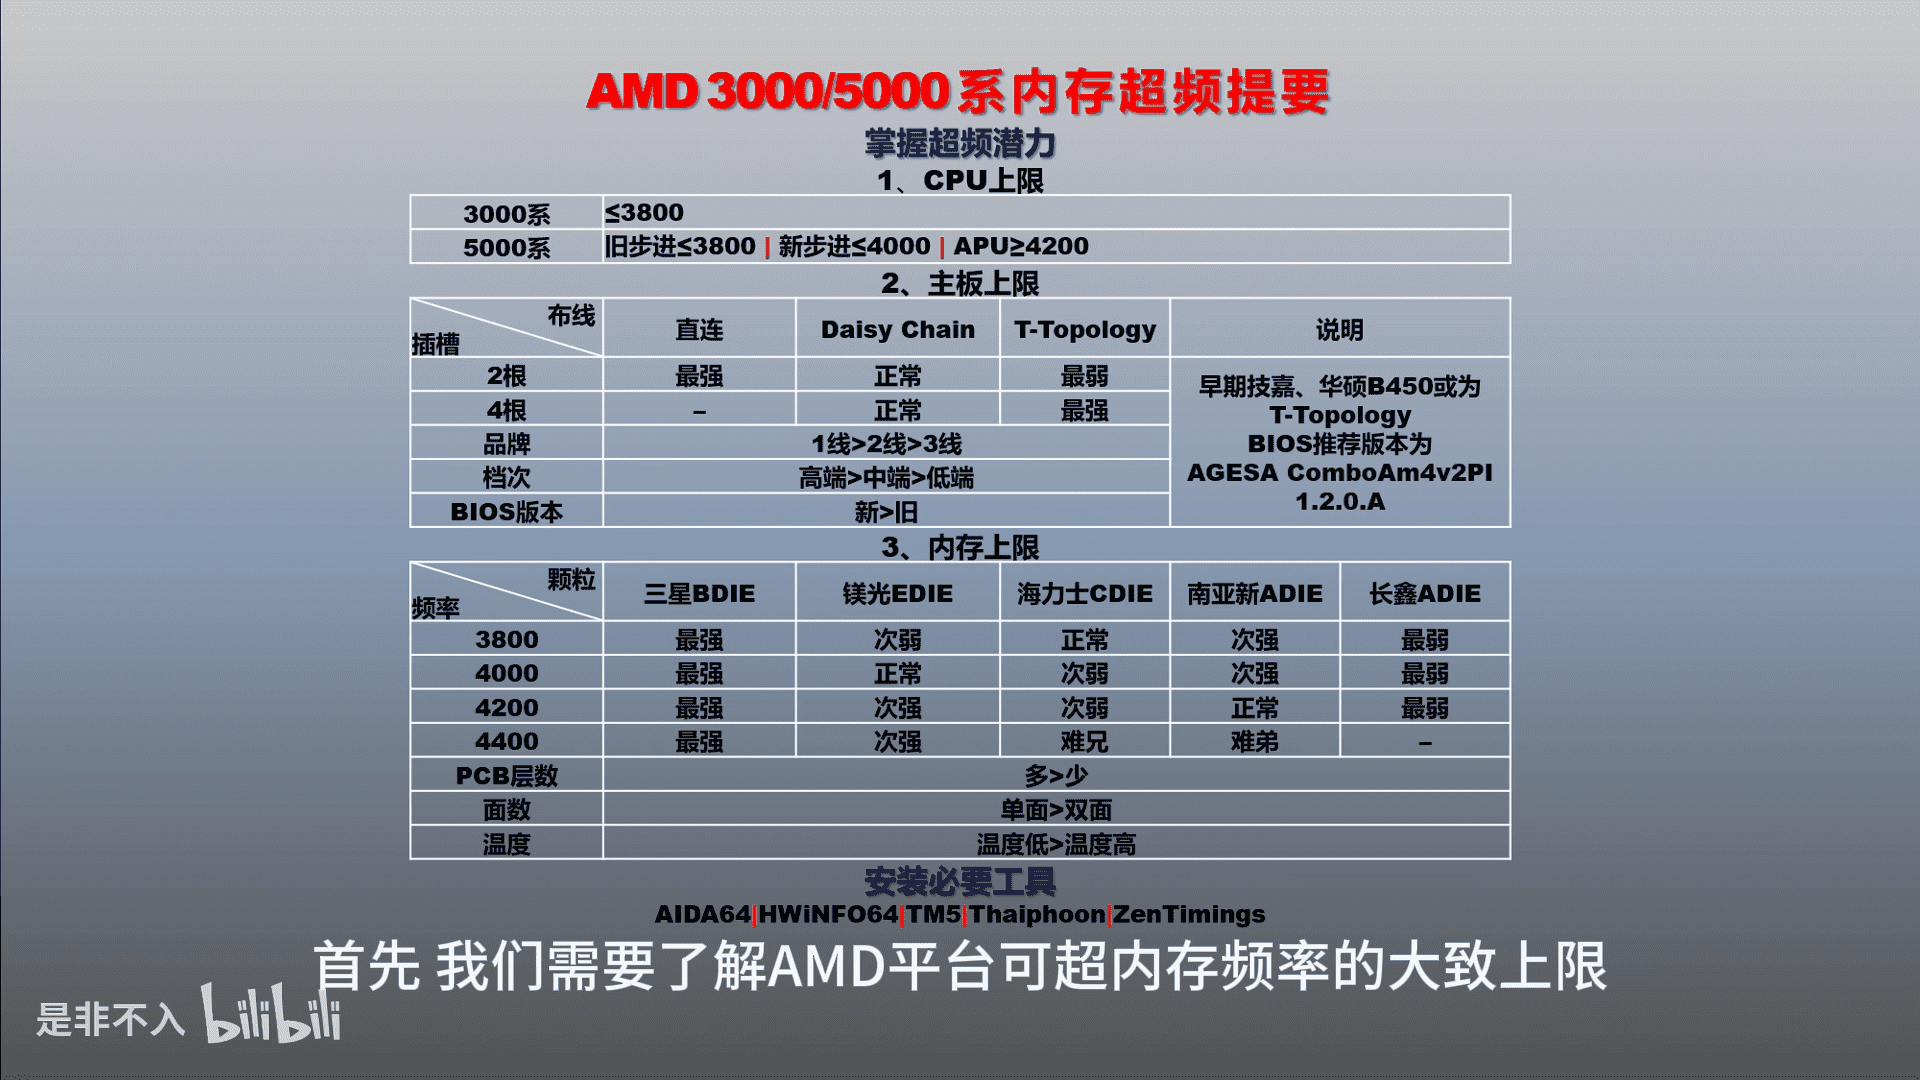 AMD 3000/5000系内存超频提要
掌握超频潜力
1、CPU上限
3000系 ≤3800
5000系 旧步进≤3800 | 新步进≤4000 | APU≥4200
2、主板上限
布线 插槽 直连 Daisy Chain T-Topology 说明
2根 最强 正常 最弱
4根 – 正常 最强
品牌 1线>2线>3线
档次 高端>中端>低端
BIOS版本 新>旧
早期技嘉、华硕B450或为
T-Topology
BIOS推荐版本为
AGESA ComboAm4v2PI
1.2.0.A
3、内存上限
颗粒 频率 三星BDIE 镁光EDIE 海力士CDIE 南亚新ADIE 长鑫ADIE
3800 最强 次弱 正常 次强 最弱
4000 最强 正常 次弱 次强 最弱
4200 最强 次强 次弱 正常 最弱
4400 最强 次强 难兄 难弟 –
PCB层数 多>少
面数 单面>双面
温度 温度低>温度高
安装必要工具
AIDA64|HWiNFO64|TM5|Thaiphoon|ZenTimings
首先 我们需要了解AMD平台可超内存频率的大致上限
是非不入 bilibili